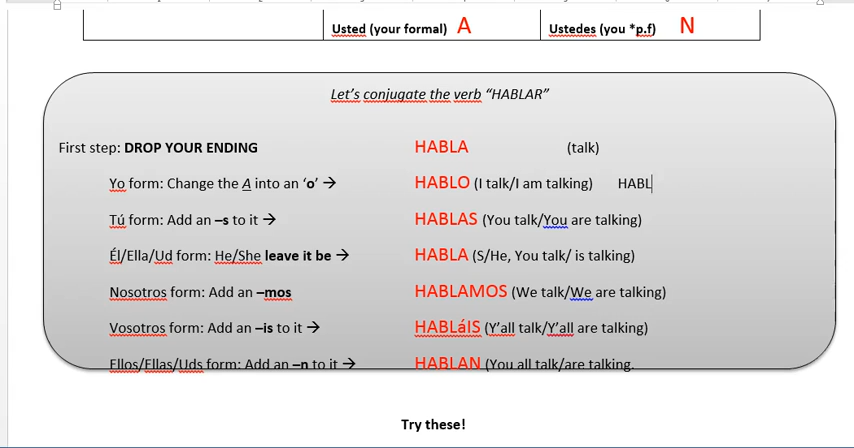 Usted (your formal) A Ustedes (you *p.f) N
Let's conjugate the verb "HABLAR"
First step: DROP YOUR ENDING HABLA (talk)
Yo form: Change the A into an 'o' → HABLO (I talk/I am talking) HABL
Tú form: Add an –s to it → HABLAS (You talk/You are talking)
Él/Ella/Ud form: He/She leave it be → HABLA (S/He, You talk/ is talking)
Nosotros form: Add an –mos HABLAMOS (We talk/We are talking)
Vosotros form: Add an –is to it → HABLáIS (Y'all talk/Y'all are talking)
Ellos/Ellas/Uds form: Add an –n to it → HABLAN (You all talk/are talking.
Try these!